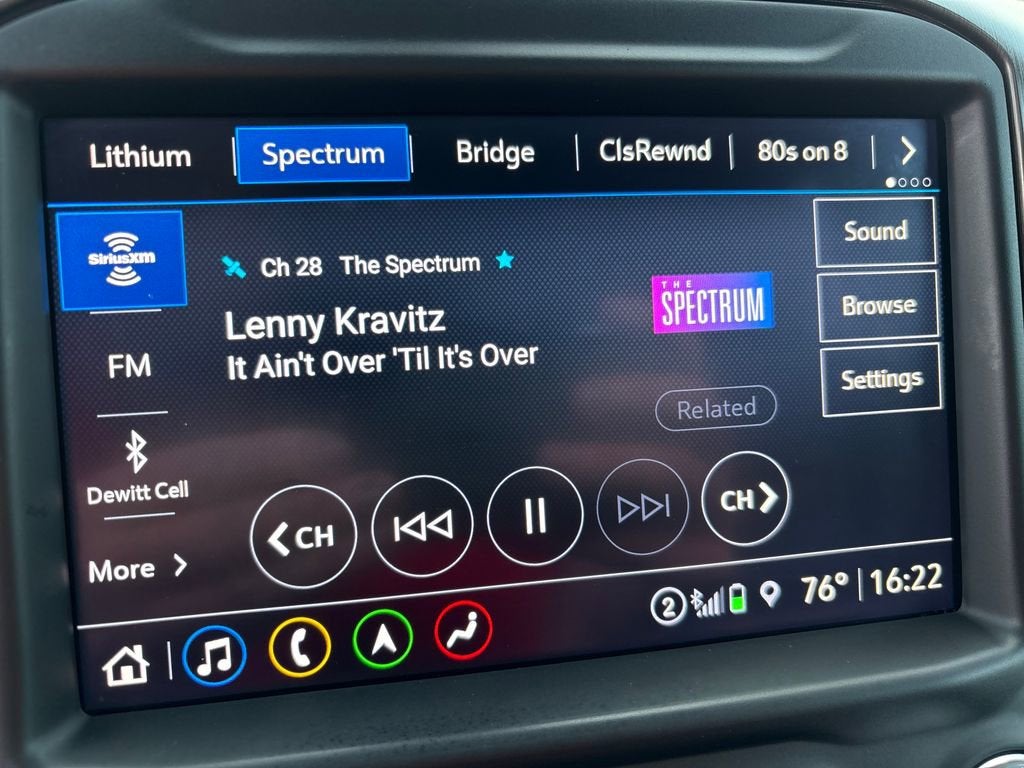 Lithium
Spectrum
Bridge
ClsRewnd
80s on 8
SiriusXM
Ch 28 The Spectrum
Lenny Kravitz
It Ain't Over 'Til It's Over
THE
SPECTRUM
Related
Sound
Browse
Settings
FM
Dewitt Cell
More
CH
CH
2
76° 16:22